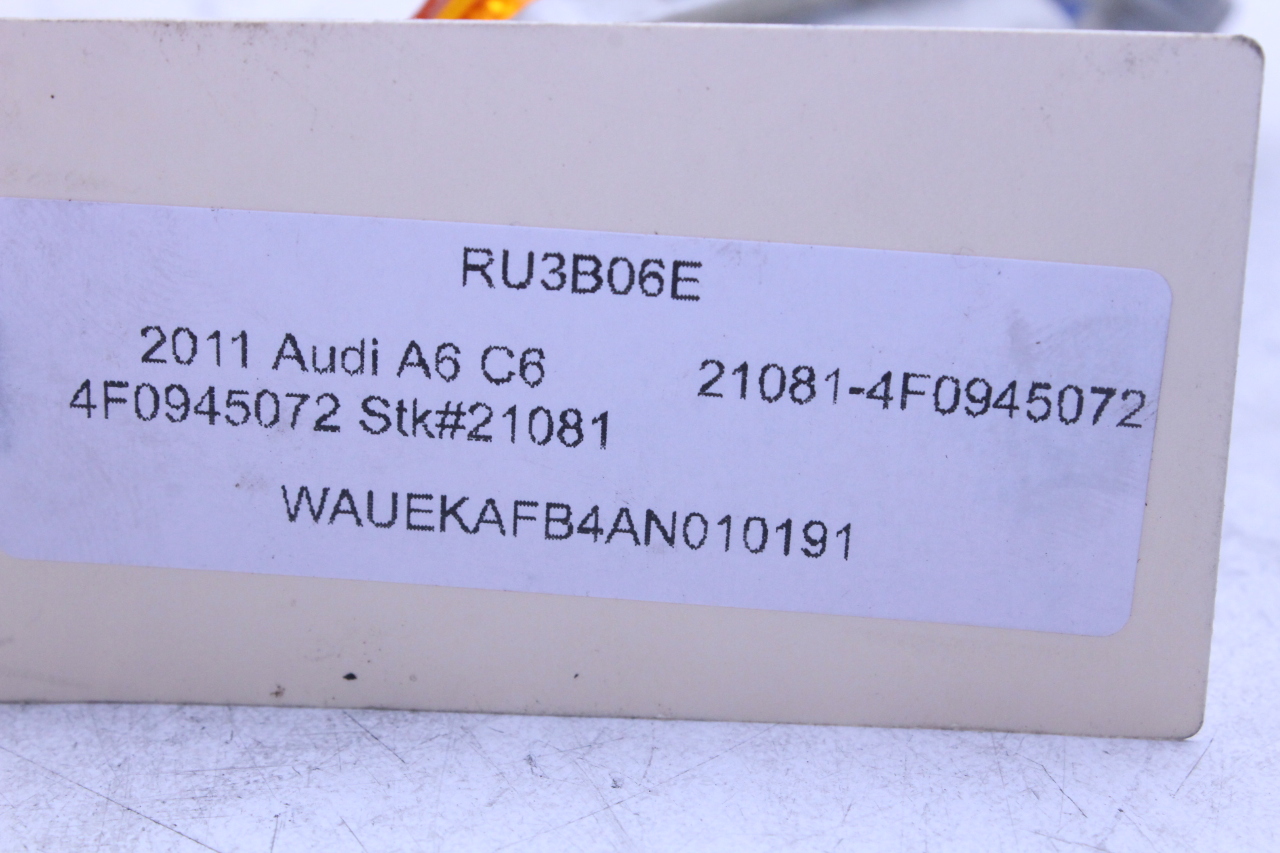 RU3B06E
2011 Audi A6 C6
4F0945072 Stk#21081
21081-4F0945072
WAUEKAFB4AN010191